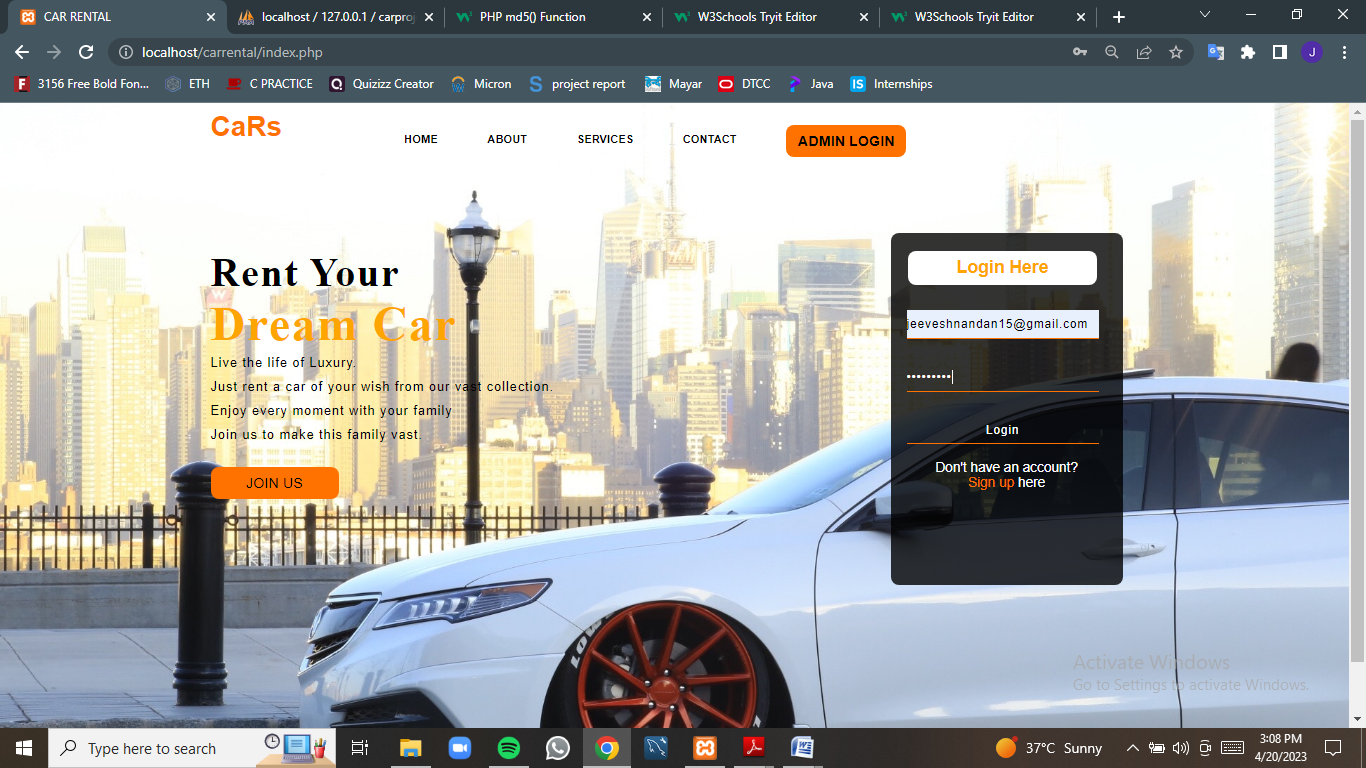 CAR RENTAL
localhost / 127.0.0.1 / carproj
PHP md5() Function
W3Schools Tryit Editor
W3Schools Tryit Editor
localhost/carrental/index.php
J
3156 Free Bold Fon...
ETH
C PRACTICE
Quizizz Creator
Micron
project report
Mayar
DTCC
Java
IS Internships
CaRs
HOME
ABOUT
SERVICES
CONTACT
ADMIN LOGIN
Rent Your
Dream Car
Live the life of Luxury.
Just rent a car of your wish from our vast collection.
Enjoy every moment with your family
Join us to make this family vast.
JOIN US
Login Here
jeeveshnandan15@gmail.com
•••••••••
Login
Don't have an account?
Sign up here
LOW
Activate Windows
Go to Settings to activate Windows.
Type here to search
37°C Sunny
3:08 PM
4/20/2023